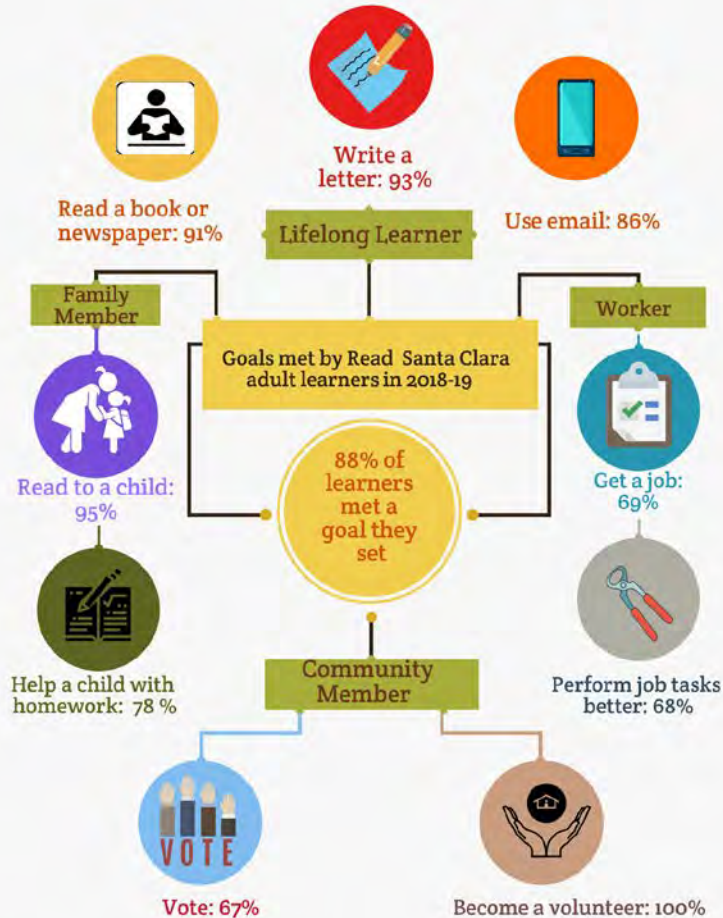 Write a
letter: 93%
Read a book or
newspaper: 91%
Use email: 86%
Lifelong Learner
Family
Member
Worker
Goals met by Read Santa Clara
adult learners in 2018-19
88% of
learners
met a
goal they
set
Read to a child:
95%
Get a job:
69%
Help a child with
homework: 78 %
Perform job tasks
better: 68%
Community
Member
VOTE
Vote: 67%
Become a volunteer: 100%